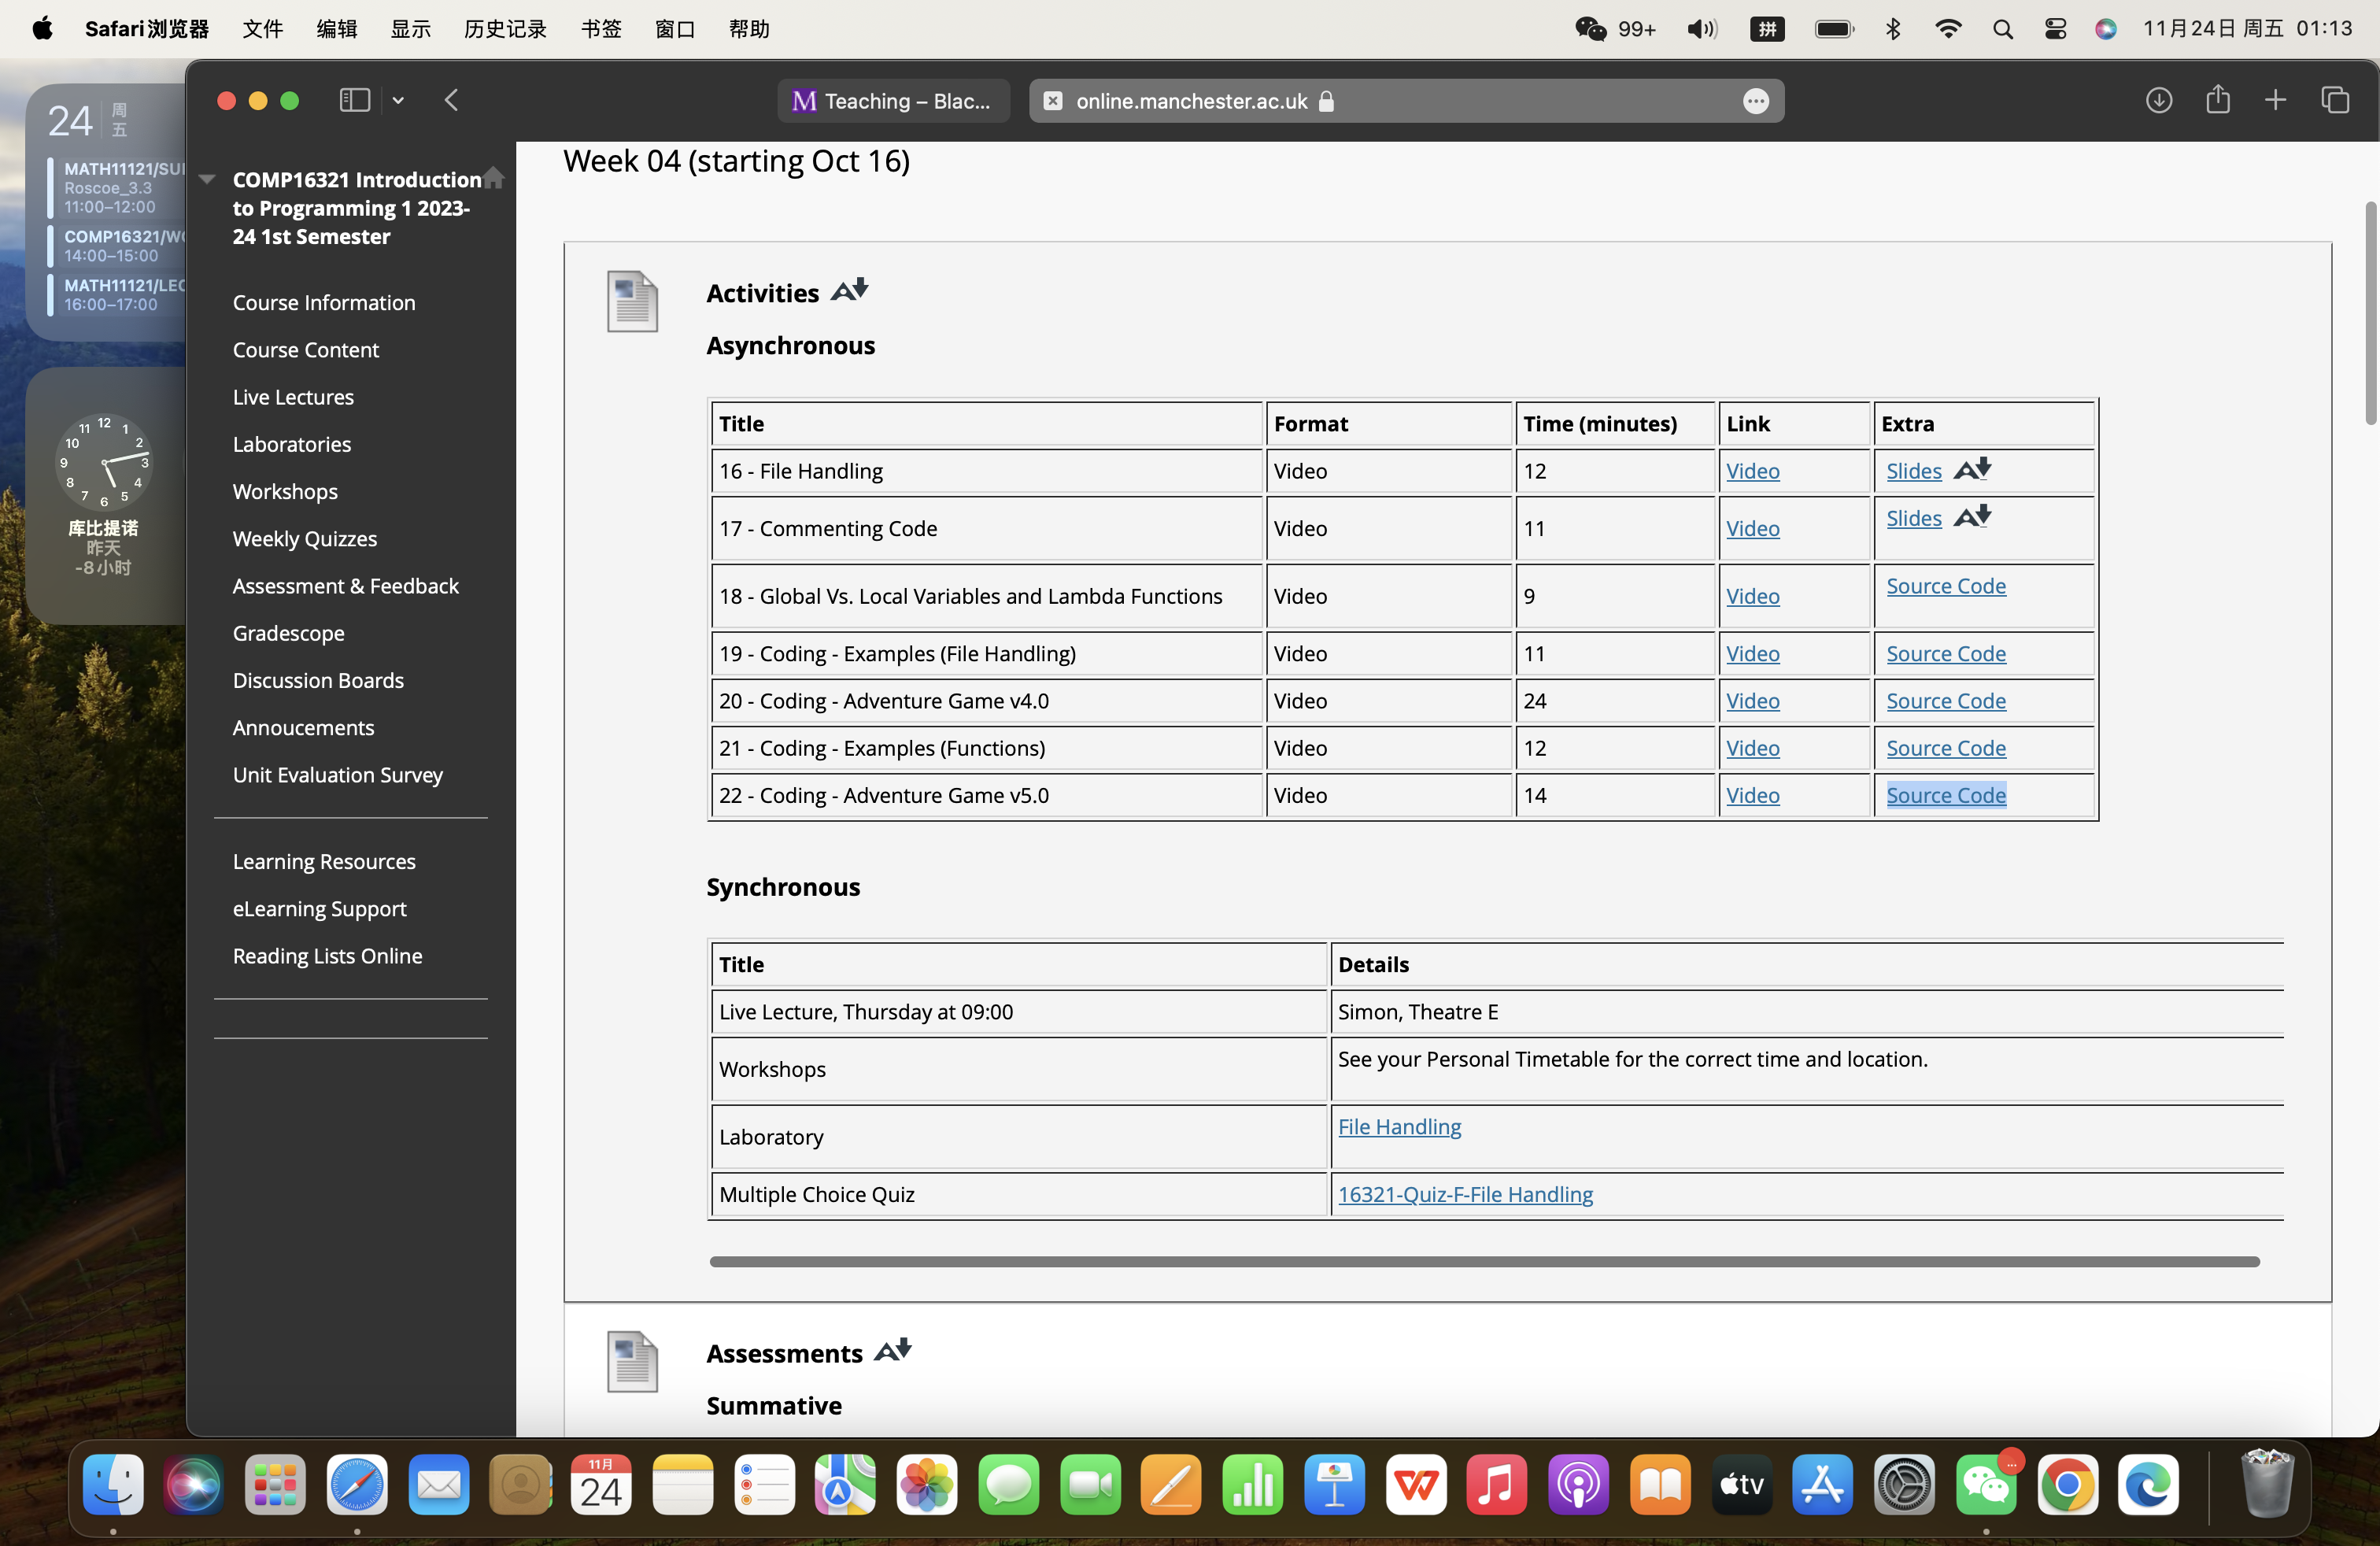 Safari浏览器 文件 编辑 显示 历史记录 书签 窗口 帮助 99+ 拼 11月24日 周五 01:13
24 周五
MATH11121/SU
Roscoe_3.3
11:00–12:00
COMP16321/W
14:00–15:00
MATH11121/LEC
16:00–17:00
12 1 2 3 4 5 6 7 8 9 10 11
库比提诺
昨天
-8小时
Teaching – Blac...
online.manchester.ac.uk
COMP16321 Introduction
to Programming 1 2023-
24 1st Semester
Course Information
Course Content
Live Lectures
Laboratories
Workshops
Weekly Quizzes
Assessment & Feedback
Gradescope
Discussion Boards
Annoucements
Unit Evaluation Survey
Learning Resources
eLearning Support
Reading Lists Online
Week 04 (starting Oct 16)
Activities
Asynchronous
Title Format Time (minutes) Link Extra
16 - File Handling Video 12 Video Slides
17 - Commenting Code Video 11 Video Slides
18 - Global Vs. Local Variables and Lambda Functions Video 9 Video Source Code
19 - Coding - Examples (File Handling) Video 11 Video Source Code
20 - Coding - Adventure Game v4.0 Video 24 Video Source Code
21 - Coding - Examples (Functions) Video 12 Video Source Code
22 - Coding - Adventure Game v5.0 Video 14 Video Source Code
Synchronous
Title Details
Live Lecture, Thursday at 09:00 Simon, Theatre E
Workshops See your Personal Timetable for the correct time and location.
Laboratory File Handling
Multiple Choice Quiz 16321-Quiz-F-File Handling
Assessments
Summative
11月
24
tv